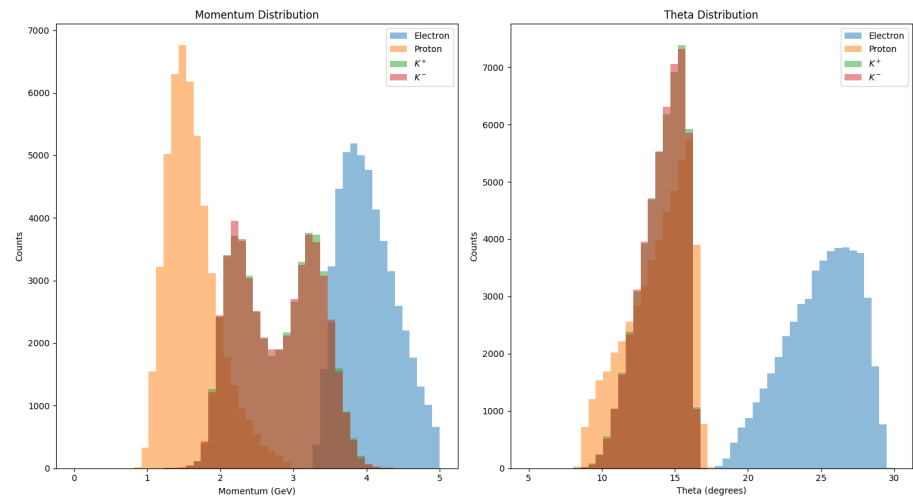 Momentum Distribution
7000
6000
5000
4000
3000
2000
1000
0
Counts
0 1 2 3 4 5
Momentum (GeV)
Electron
Proton
K+
K−
Theta Distribution
7000
6000
5000
4000
3000
2000
1000
0
Counts
5 10 15 20 25 30
Theta (degrees)
Electron
Proton
K+
K−